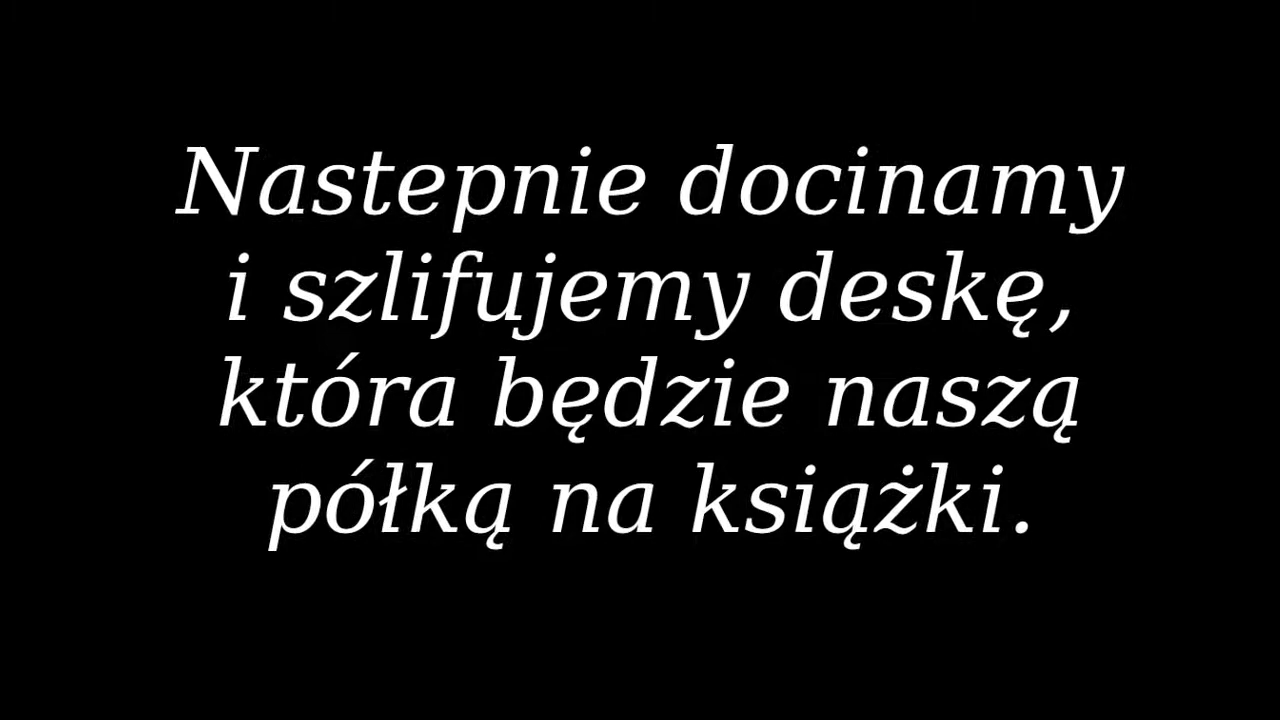 Nastepnie docinamy
i szlifujemy deskę,
która będzie naszą
półką na książki.